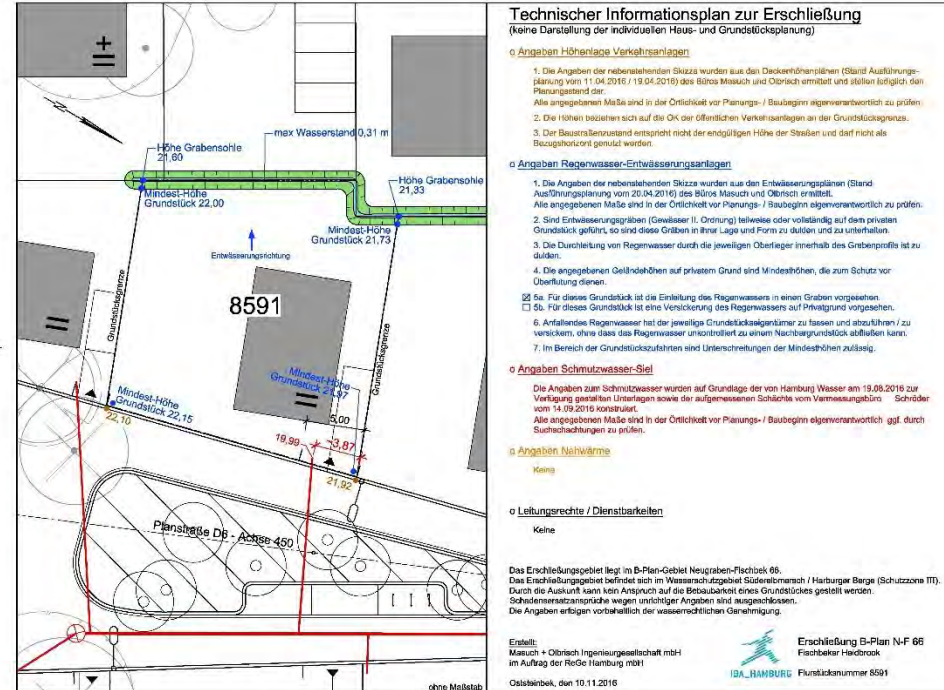 max Wasserstand 0,31 m
Höhe Grabensohle
21,60
Mindest-Höhe
Grundstück 22,00
Höhe Grabensohle
21,33
Mindest-Höhe
Grundstück 21,73
Entwässerungsrichtung
8591
Grundstücksgrenze
Grundstücksgrenze
Mindest-Höhe
Grundstück 22,15
22,10
Mindest-Höhe
Grundstück 21,97
5,00
19,99
~3,87
21,92
Planstraße D6 - Achse 450
ohne Maßstab
Technischer Informationsplan zur Erschließung
(keine Darstellung der individuellen Haus- und Grundstücksplanung)
o Angaben Höhenlage Verkehrsanlagen
1. Die Angaben der nebenstehenden Skizze wurden aus den Deckenhöhenplänen (Stand Ausführungs-
planung vom 11.04.2016 / 19.04.2016) des Büros Masuch und Olbrisch ermittelt und stellen lediglich den
Planungsstand dar.
Alle angegebenen Maße sind in der Örtlichkeit vor Planungs- / Baubeginn eigenverantwortlich zu prüfen.
2. Die Höhen beziehen sich auf die OK der öffentlichen Verkehrsanlagen an der Grundstücksgrenze.
3. Der Baustraßenzustand entspricht nicht der endgültigen Höhe der Straßen und darf nicht als
Bezugshorizont genutzt werden.
o Angaben Regenwasser-Entwässerungsanlagen
1. Die Angaben der nebenstehenden Skizze wurden aus den Entwässerungsplänen (Stand
Ausführungsplanung vom 20.04.2016) des Büros Masuch und Olbrisch ermittelt.
Alle angegebenen Maße sind in der Örtlichkeit vor Planungs- / Baubeginn eigenverantwortlich zu prüfen.
2. Sind Entwässerungsgräben (Gewässer II. Ordnung) teilweise oder vollständig auf dem privaten
Grundstück geführt, so sind diese Gräben in ihrer Lage und Form zu dulden und zu unterhalten.
3. Die Durchleitung von Regenwasser durch die jeweiligen Oberlieger innerhalb des Grabenprofils ist zu
dulden.
4. Die angegebenen Geländehöhen auf privatem Grund sind Mindesthöhen, die zum Schutz vor
Überflutung dienen.
☒ 5a. Für dieses Grundstück ist die Einleitung des Regenwassers in einen Graben vorgesehen.
☐ 5b. Für dieses Grundstück ist eine Versickerung des Regenwassers auf Privatgrund vorgesehen.
6. Anfallendes Regenwasser hat der jeweilige Grundstückseigentümer zu fassen und abzuführen / zu
versickern, ohne dass das Regenwasser unkontrolliert zu einem Nachbargrundstück abfließen kann.
7. Im Bereich der Grundstückszufahrten sind Unterschreitungen der Mindesthöhen zulässig.
o Angaben Schmutzwasser-Siel
Die Angaben zum Schmutzwasser wurden auf Grundlage der von Hamburg Wasser am 19.08.2016 zur
Verfügung gestellten Unterlagen sowie der aufgemessenen Schächte vom Vermessungsbüro Schröder
vom 14.09.2016 konstruiert.
Alle angegebenen Maße sind in der Örtlichkeit vor Planungs- / Baubeginn eigenverantwortlich ggf. durch
Suchschachtungen zu prüfen.
o Angaben Nahwärme
Keine
o Leitungsrechte / Dienstbarkeiten
Keine
Das Erschließungsgebiet liegt im B-Plan-Gebiet Neugraben-Fischbek 66.
Das Erschließungsgebiet befindet sich im Wasserschutzgebiet Süderelbmarsch / Harburger Berge (Schutzzone III).
Durch die Auskunft kann kein Anspruch auf die Bebaubarkeit eines Grundstückes gestellt werden.
Schadensersatzansprüche wegen unrichtiger Angaben sind ausgeschlossen.
Die Angaben erfolgen vorbehaltlich der wasserrechtlichen Genehmigung.
Erstellt:
Masuch + Olbrisch Ingenieurgesellschaft mbH
im Auftrag der ReGe Hamburg mbH
Oststeinbek, den 10.11.2016
IBA_HAMBURG
Erschließung B-Plan N-F 66
Fischbeker Heidbrook
Flurstücksnummer 8591